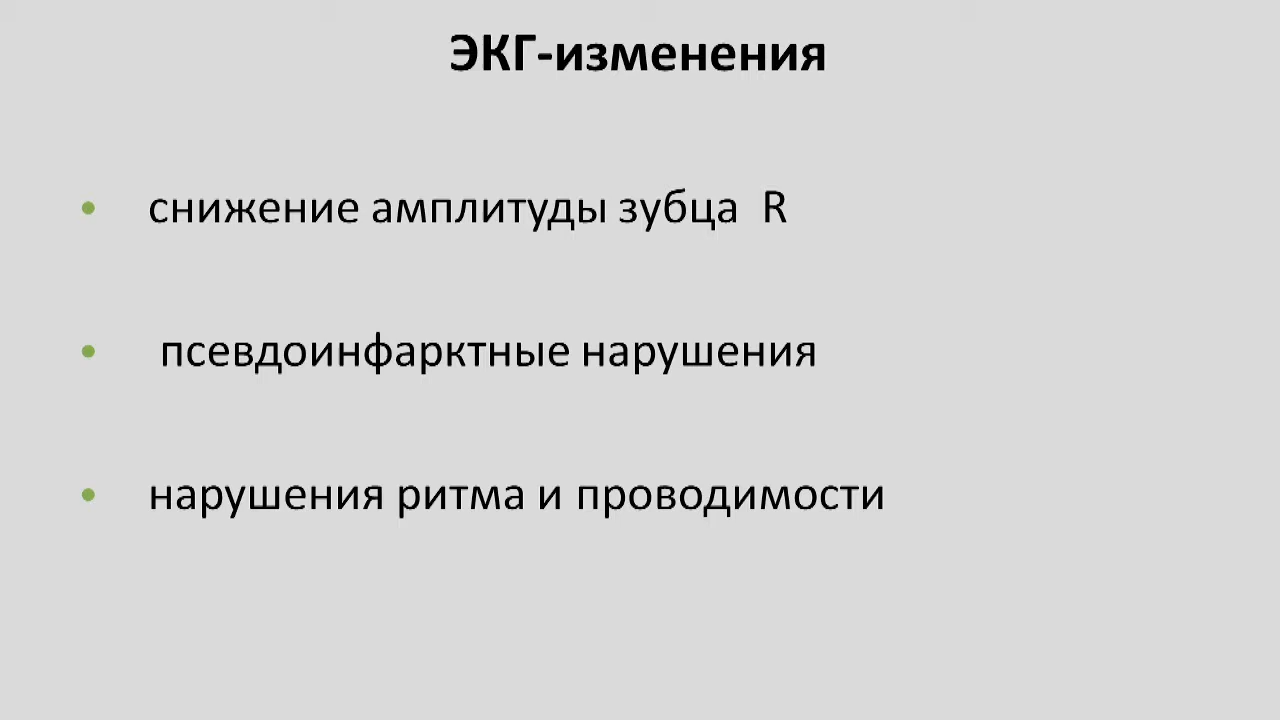 ЭКГ-изменения
• снижение амплитуды зубца R
• псевдоинфарктные нарушения
• нарушения ритма и проводимости